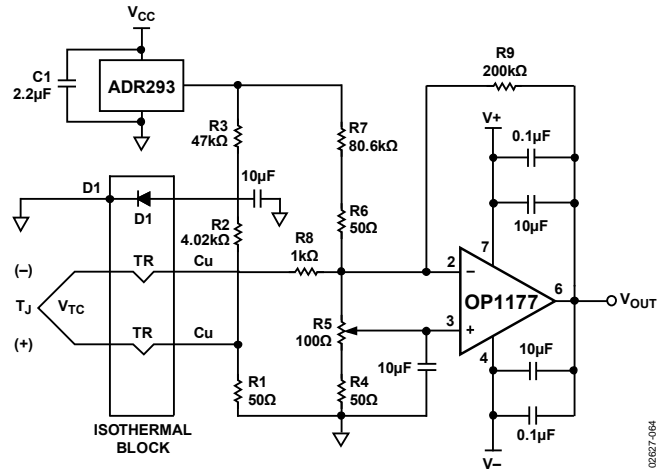 VCC
C1
2.2µF
ADR293
R3
47kΩ
R7
80.6kΩ
R9
200kΩ
V+
0.1µF
10µF
D1
D1
10µF
R2
4.02kΩ
R6
50Ω
R8
1kΩ
(–)
TR
Cu
TJ
VTC
(+)
TR
Cu
R5
100Ω
2
–
7
OP1177
6
VOUT
3
+
4
10µF
10µF
0.1µF
R1
50Ω
R4
50Ω
ISOTHERMAL
BLOCK
V–
02627-064